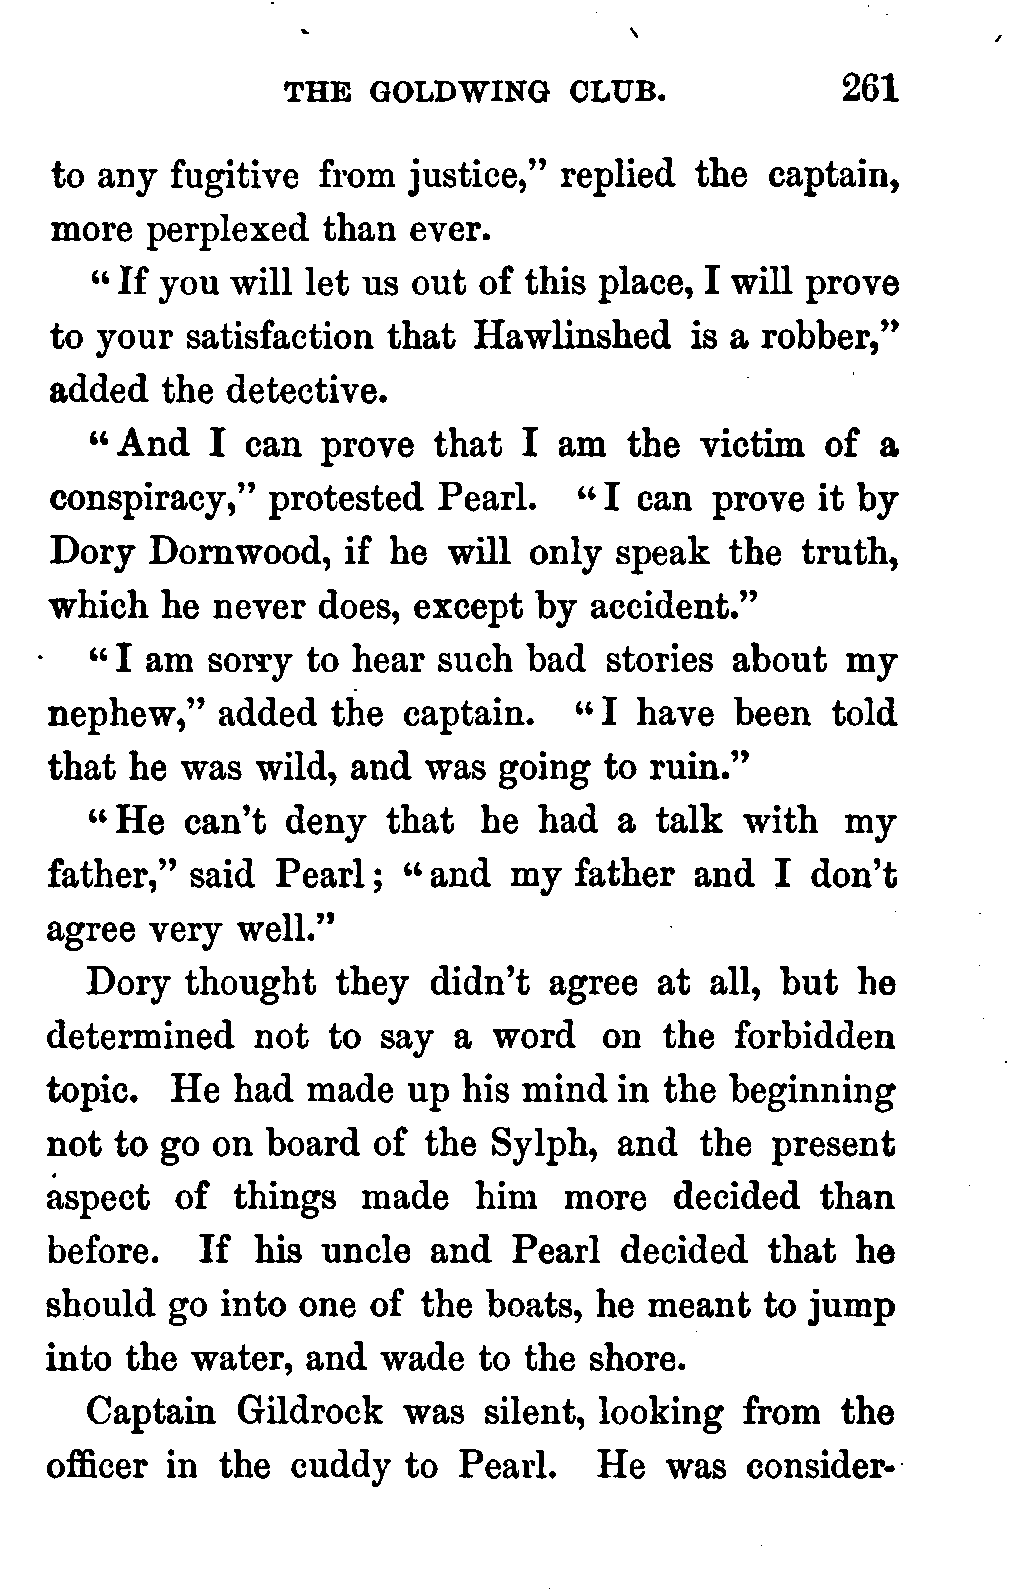 THE GOLDWING CLUB. 261
to any fugitive from justice,” replied the captain,
more perplexed than ever.
“If you will let us out of this place, I will prove
to your satisfaction that Hawlinshed is a robber,”
added the detective.
“And I can prove that I am the victim of a
conspiracy,” protested Pearl. “I can prove it by
Dory Dornwood, if he will only speak the truth,
which he never does, except by accident.”
“I am sorry to hear such bad stories about my
nephew,” added the captain. “I have been told
that he was wild, and was going to ruin.”
“He can’t deny that he had a talk with my
father,” said Pearl; “and my father and I don’t
agree very well.”
Dory thought they didn’t agree at all, but he
determined not to say a word on the forbidden
topic. He had made up his mind in the beginning
not to go on board of the Sylph, and the present
aspect of things made him more decided than
before. If his uncle and Pearl decided that he
should go into one of the boats, he meant to jump
into the water, and wade to the shore.
Captain Gildrock was silent, looking from the
officer in the cuddy to Pearl. He was consider-